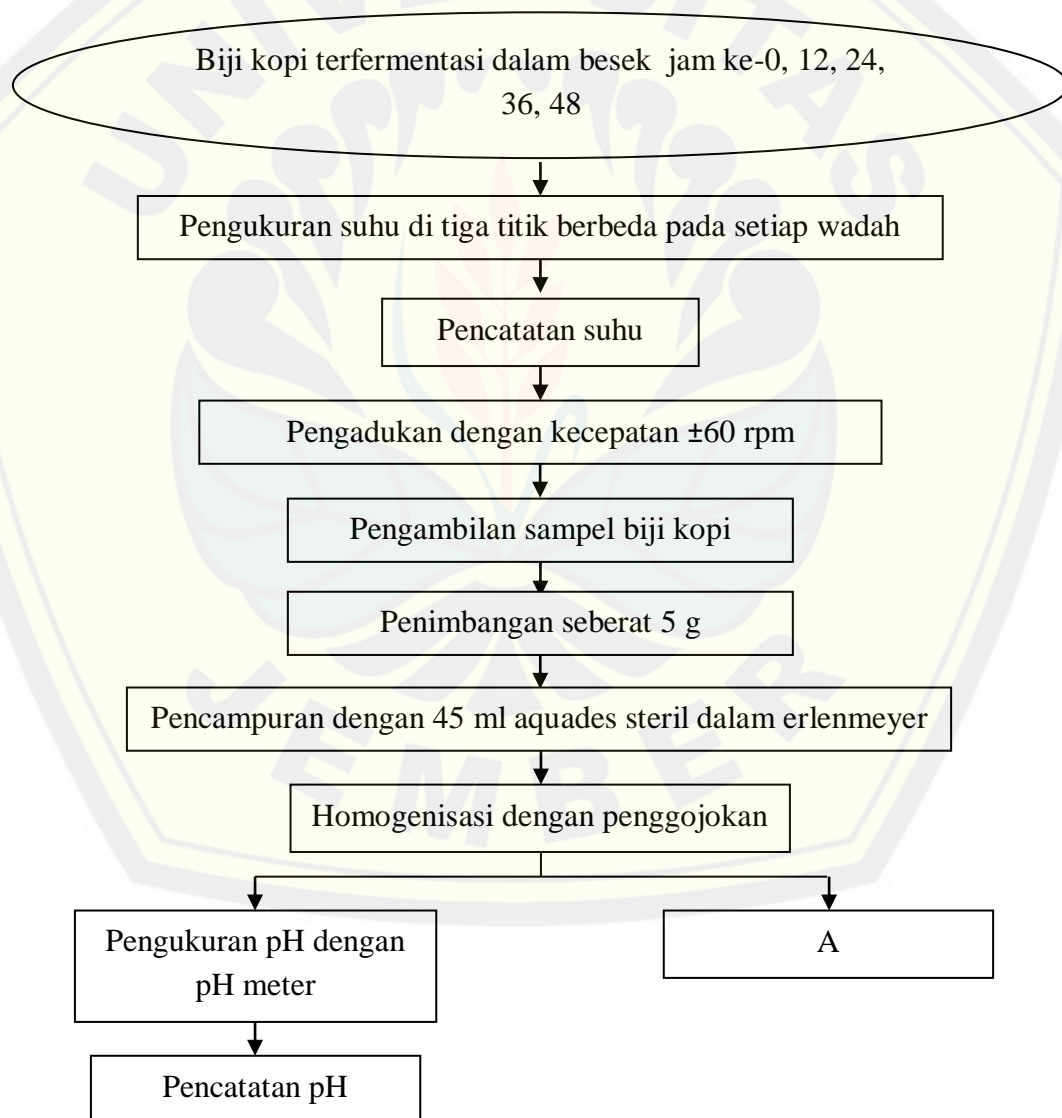 UNIVERSITAS
JEMBER
Biji kopi terfermentasi dalam besek jam ke-0, 12, 24,
36, 48
Pengukuran suhu di tiga titik berbeda pada setiap wadah
Pencatatan suhu
Pengadukan dengan kecepatan ±60 rpm
Pengambilan sampel biji kopi
Penimbangan seberat 5 g
Pencampuran dengan 45 ml aquades steril dalam erlenmeyer
Homogenisasi dengan penggojokan
Pengukuran pH dengan
pH meter
A
Pencatatan pH